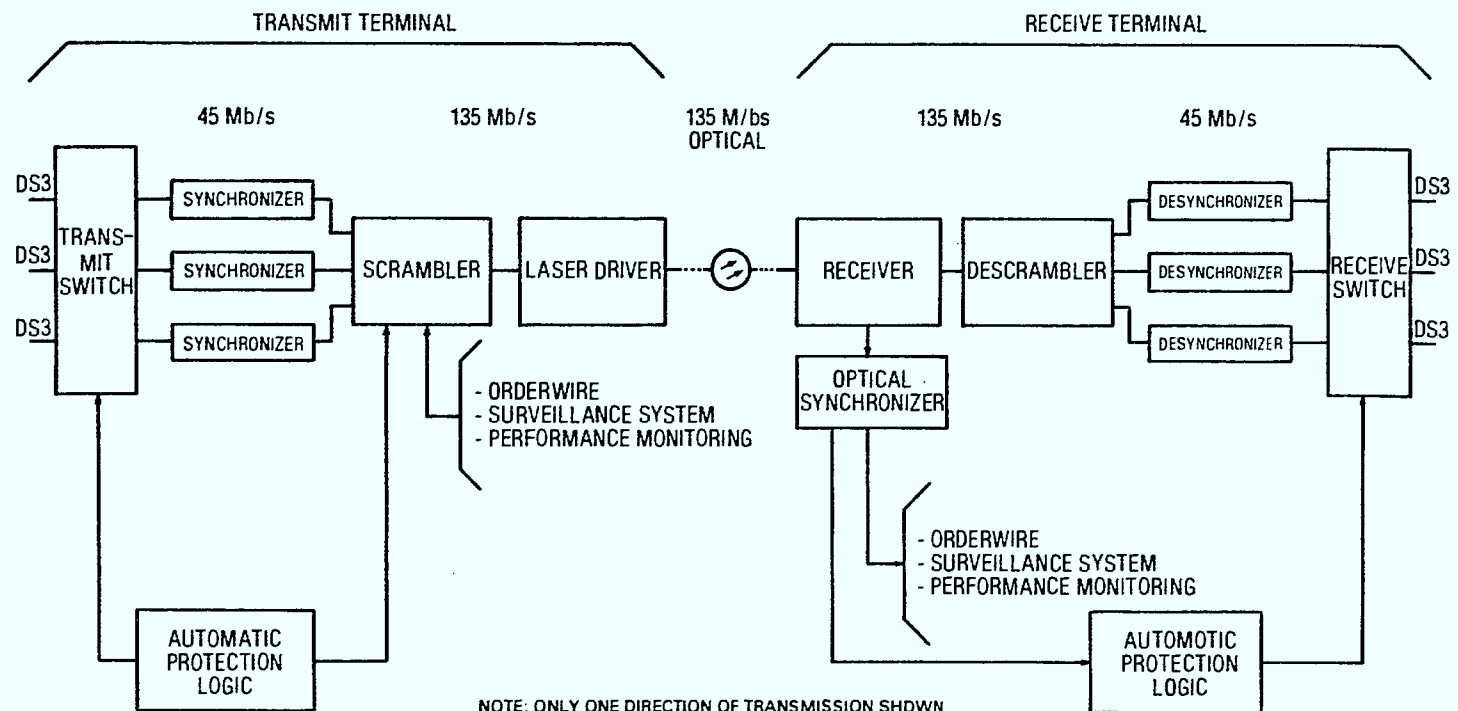 TRANSMIT TERMINAL
RECEIVE TERMINAL
45 Mb/s
135 Mb/s
135 M/bs
OPTICAL
135 Mb/s
45 Mb/s
DS3
DS3
DS3
TRANS-
MIT
SWITCH
SYNCHRONIZER
SYNCHRONIZER
SYNCHRONIZER
SCRAMBLER
LASER DRIVER
RECEIVER
DESCRAMBLER
DESYNCHRONIZER
DESYNCHRONIZER
DESYNCHRONIZER
RECEIVE
SWITCH
DS3
DS3
DS3
- ORDERWIRE
- SURVEILLANCE SYSTEM
- PERFORMANCE MONITORING
OPTICAL
SYNCHRONIZER
- ORDERWIRE
- SURVEILLANCE SYSTEM
- PERFORMANCE MONITORING
AUTOMATIC
PROTECTION
LOGIC
AUTOMOTIC
PROTECTION
LOGIC
NOTE: ONLY ONE DIRECTION OF TRANSMISSION SHDWN